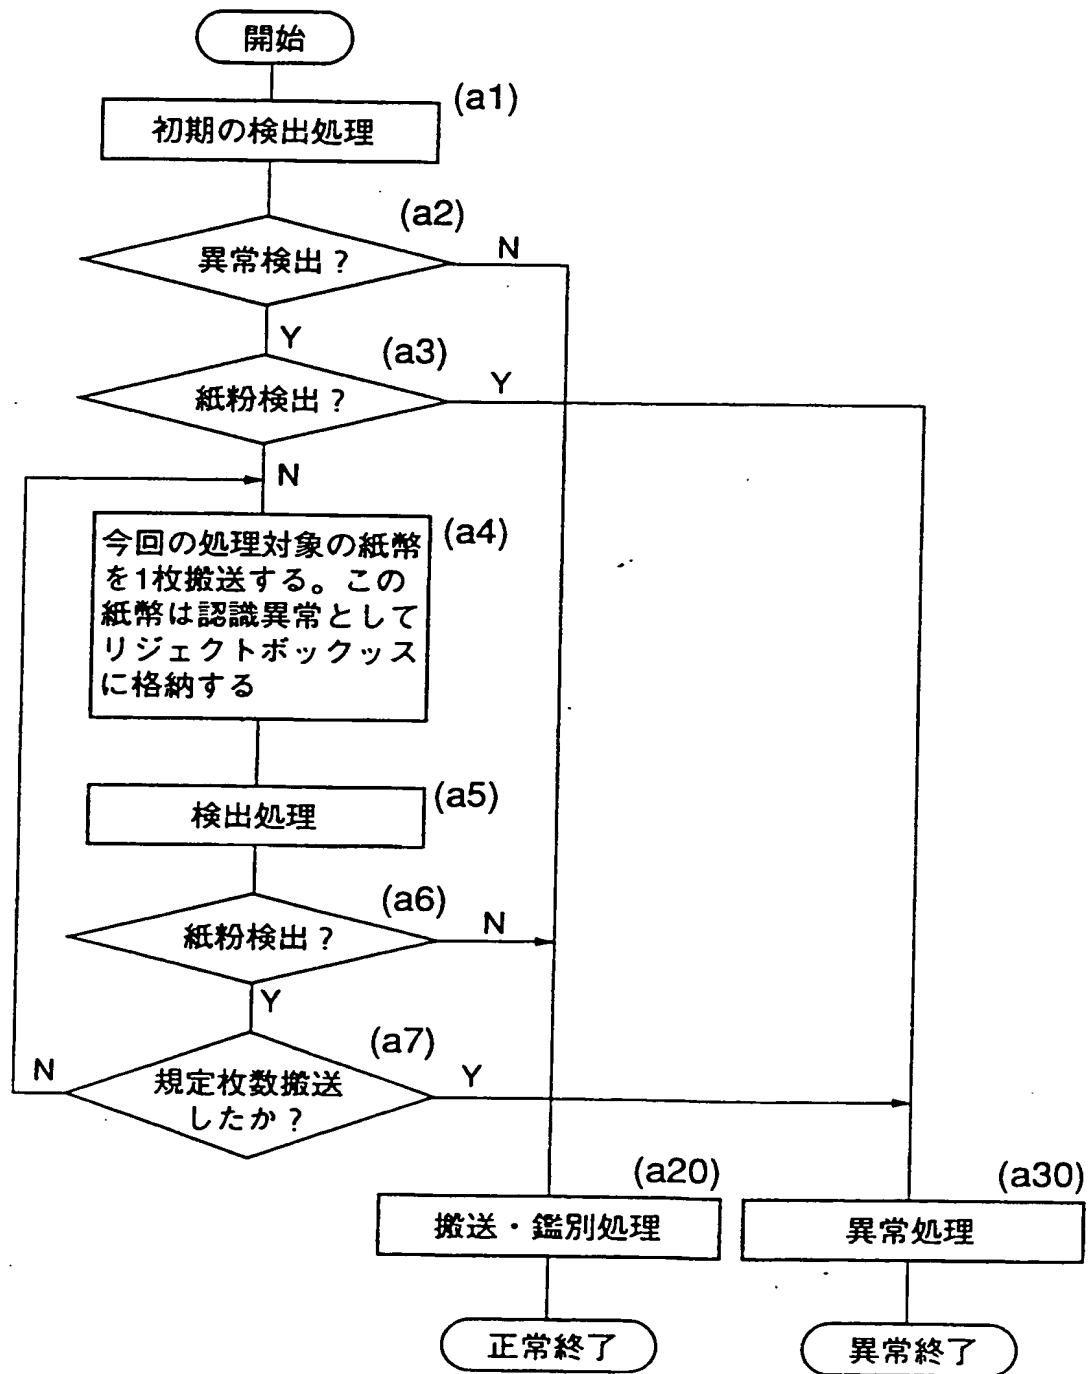 開始
(a1)
初期の検出処理
(a2)
異常検出？
N
Y
(a3)
紙粉検出？
Y
N
(a4)
今回の処理対象の紙幣
を1枚搬送する。この
紙幣は認識異常として
リジェクトボックッス
に格納する
(a5)
検出処理
(a6)
紙粉検出？
N
Y
(a7)
N
規定枚数搬送
したか？
Y
(a20)
搬送・鑑別処理
(a30)
異常処理
正常終了
異常終了